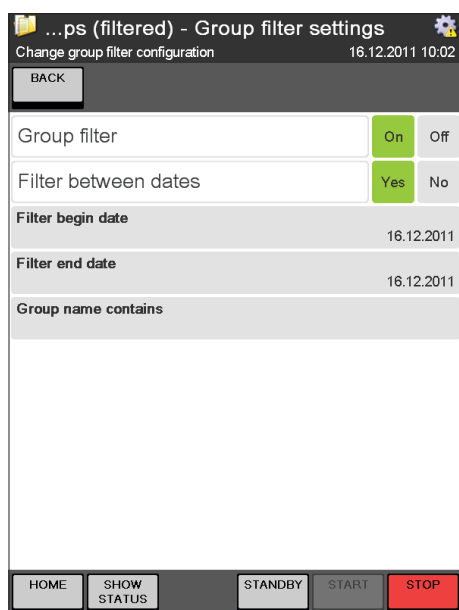 ...ps (filtered) - Group filter settings
Change group filter configuration 16.12.2011 10:02
BACK
Group filter On Off
Filter between dates Yes No
Filter begin date
16.12.2011
Filter end date
16.12.2011
Group name contains
HOME SHOW STANDBY START STOP
STATUS